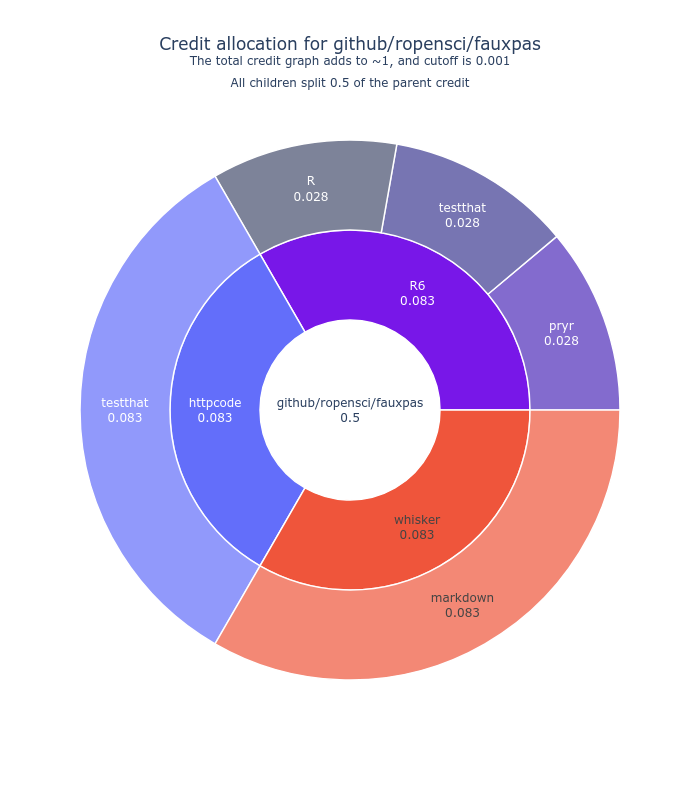 Credit allocation for github/ropensci/fauxpas
The total credit graph adds to ~1, and cutoff is 0.001
All children split 0.5 of the parent credit
R
0.028
testthat
0.028
R6
0.083
pryr
0.028
testthat
0.083
httpcode
0.083
github/ropensci/fauxpas
0.5
whisker
0.083
markdown
0.083